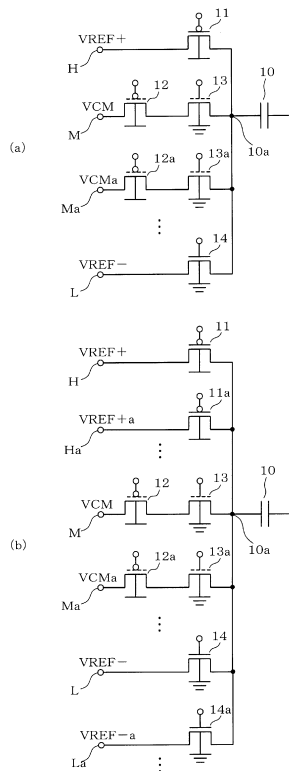 (a)
11
VREF+
H
12
13
10
VCM
M
10a
12a
13a
VCMa
Ma
14
VREF−
L
(b)
11
VREF+
H
11a
VREF+a
Ha
12
13
10
VCM
M
10a
12a
13a
VCMa
Ma
14
VREF−
L
14a
VREF−a
La